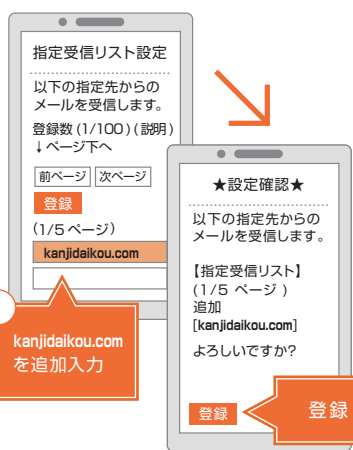 指定受信リスト設定
以下の指定先からの
メールを受信します。
登録数 (1/100) (説明)
↓ページ下へ
前ページ 次ページ
登録
(1/5 ページ)
kanjidaikou.com
kanjidaikou.com
を追加入力
★設定確認★
以下の指定先からの
メールを受信します。
【指定受信リスト】
(1/5 ページ )
追加
[kanjidaikou.com]
よろしいですか?
登録
登録